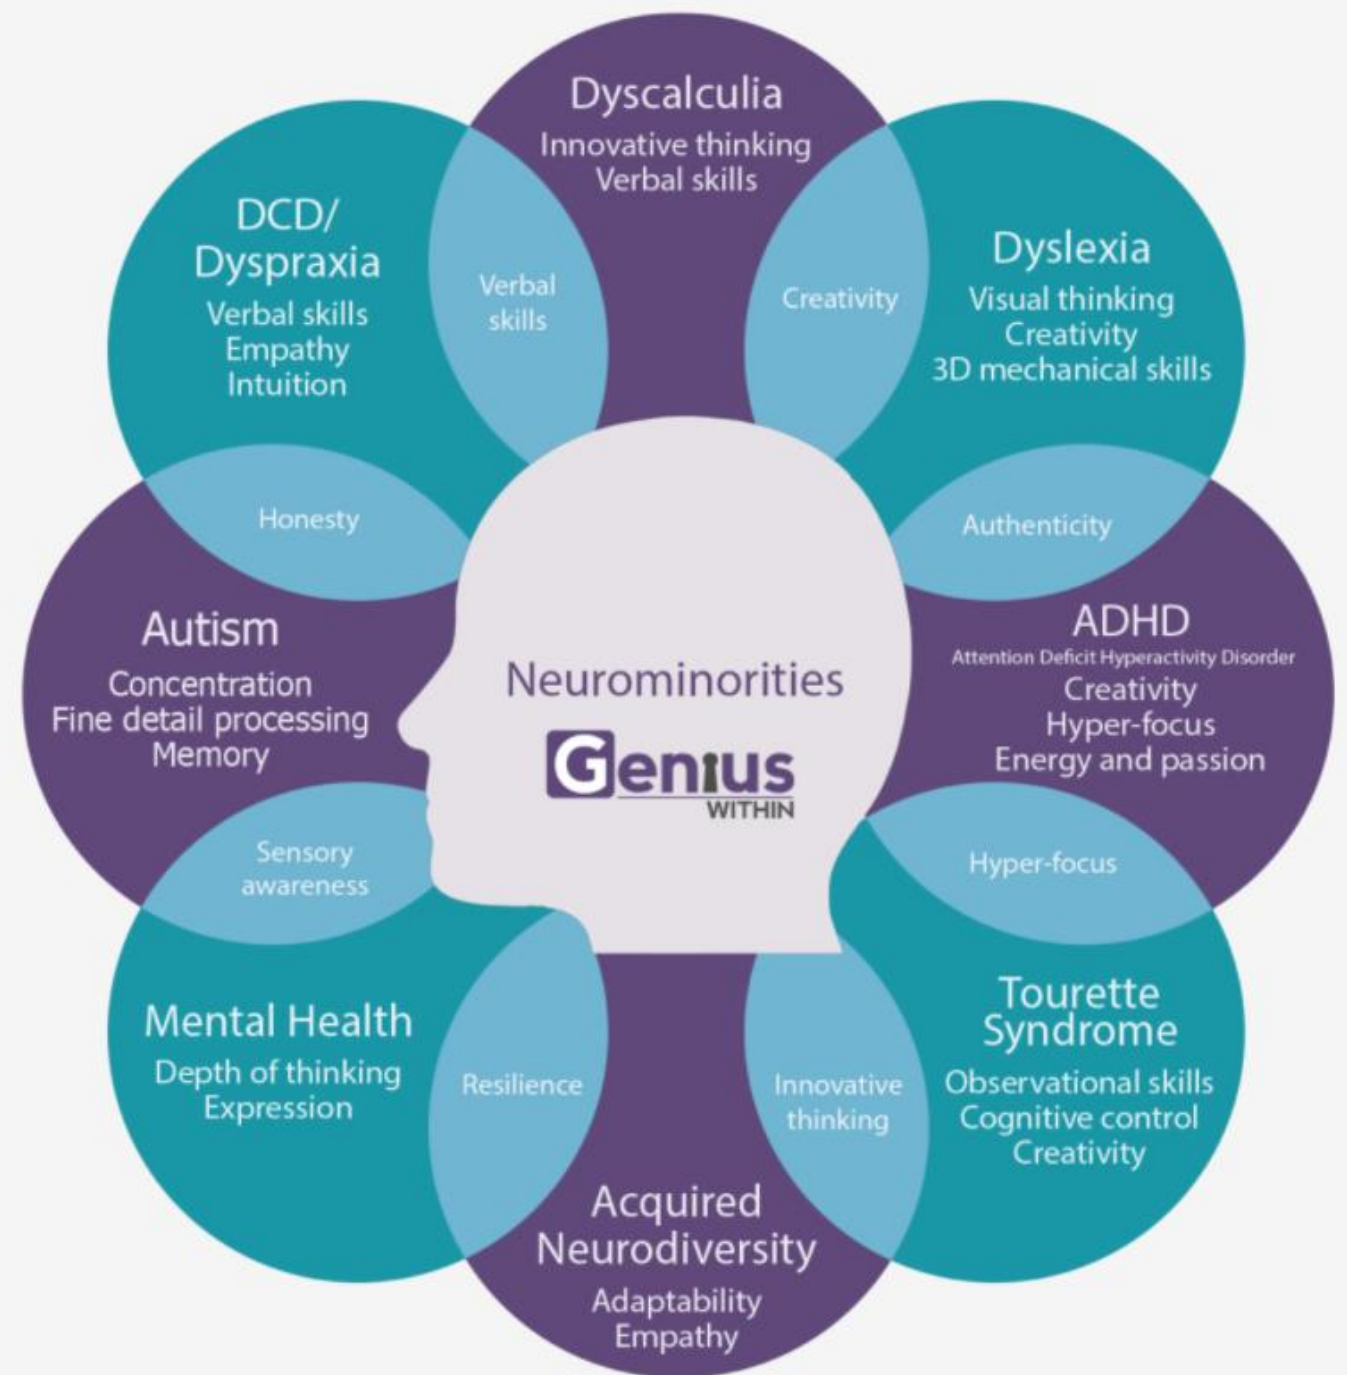 Dyscalculia
Innovative thinking
Verbal skills
Creativity
Dyslexia
Visual thinking
Creativity
3D mechanical skills
Authenticity
ADHD
Attention Deficit Hyperactivity Disorder
Creativity
Hyper-focus
Energy and passion
Hyper-focus
Tourette
Syndrome
Observational skills
Cognitive control
Creativity
Innovative
thinking
Acquired
Neurodiversity
Adaptability
Empathy
Resilience
Mental Health
Depth of thinking
Expression
Sensory
awareness
Autism
Concentration
Fine detail processing
Memory
Honesty
DCD/
Dyspraxia
Verbal skills
Empathy
Intuition
Verbal
skills
Neurominorities
Genius
WITHIN